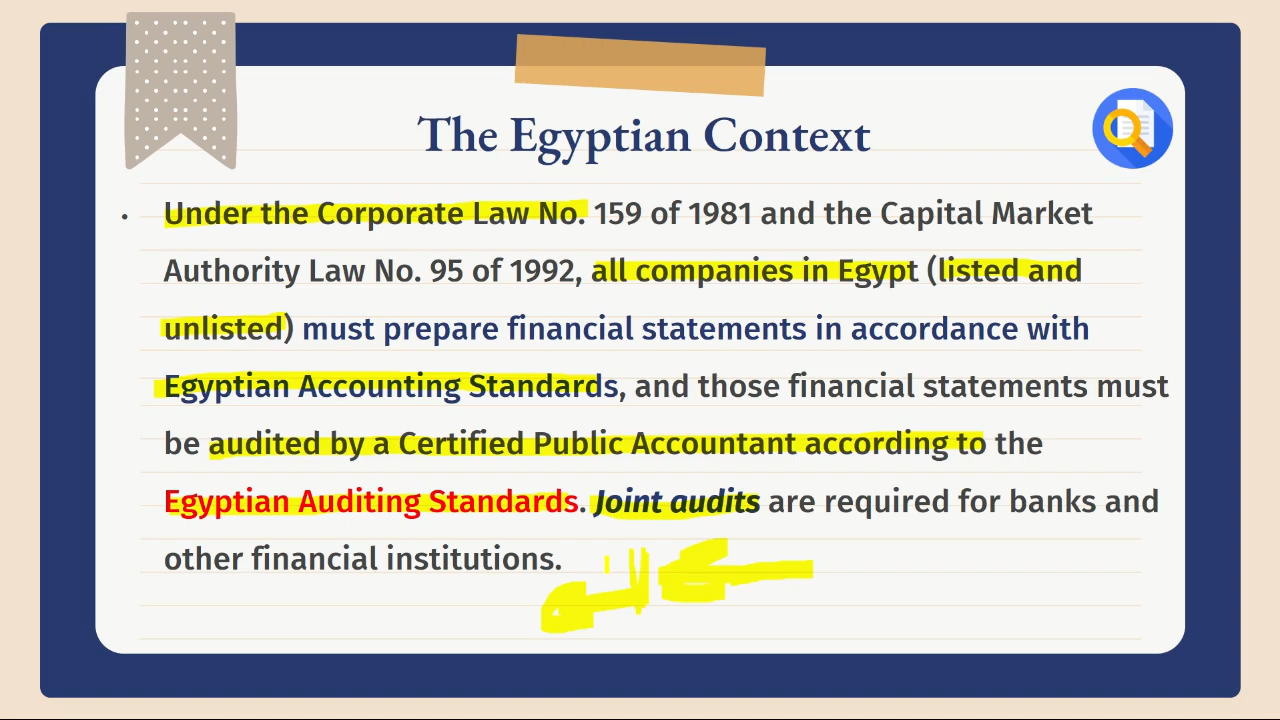 The Egyptian Context
• Under the Corporate Law No. 159 of 1981 and the Capital Market
Authority Law No. 95 of 1992, all companies in Egypt (listed and
unlisted) must prepare financial statements in accordance with
Egyptian Accounting Standards, and those financial statements must
be audited by a Certified Public Accountant according to the
Egyptian Auditing Standards. Joint audits are required for banks and
other financial institutions.